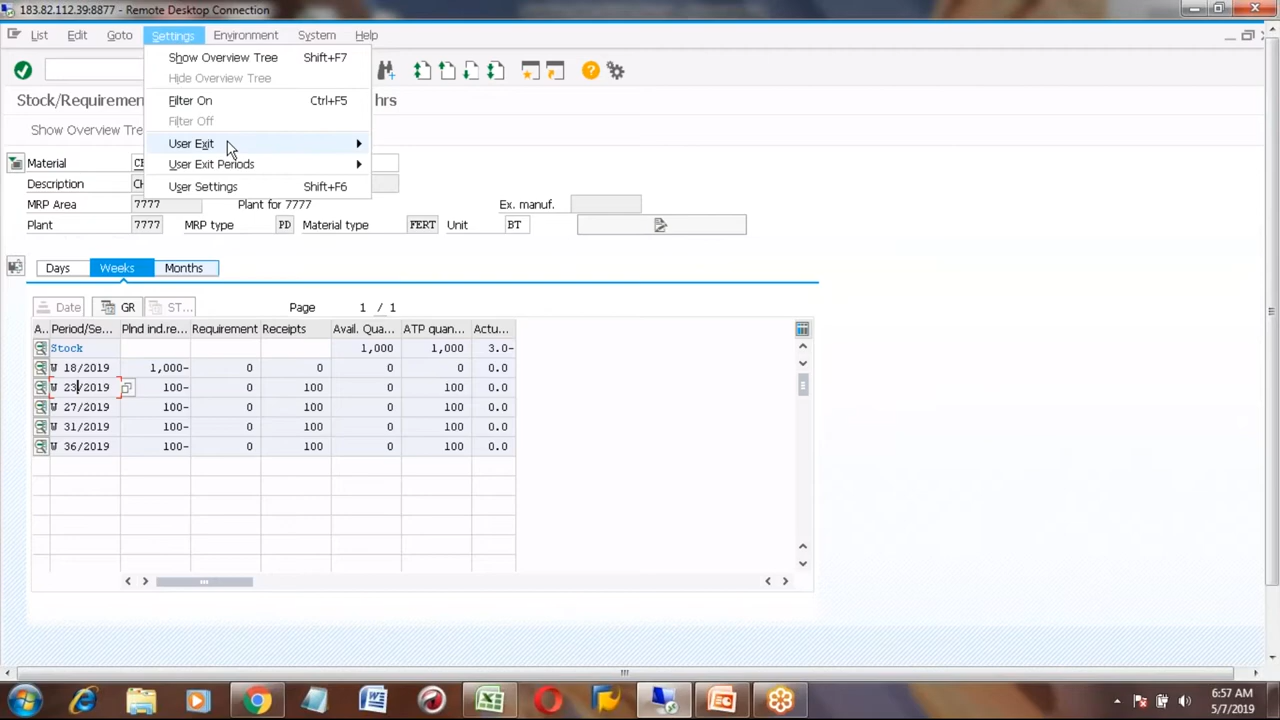 183.82.112.39:8877 - Remote Desktop Connection
List Edit Goto Settings Environment System Help
Show Overview Tree Shift+F7
Hide Overview Tree
Filter On Ctrl+F5
Filter Off
User Exit
User Exit Periods
User Settings Shift+F6
Stock/Requiremen hrs
Show Overview Tre
Material
Description
MRP Area 7777 Plant for 7777 Ex. manuf.
Plant 7777 MRP type PD Material type FERT Unit BT
Days Weeks Months
Date GR ST... Page 1 / 1
A.. Period/Se... Plnd ind.re... Requirement Receipts Avail. Qua... ATP quan... Actu...
Stock 1,000 1,000 3.0-
W 18/2019 1,000- 0 0 0 0 0.0
W 23/2019 100- 0 100 0 100 0.0
W 27/2019 100- 0 100 0 100 0.0
W 31/2019 100- 0 100 0 100 0.0
W 36/2019 100- 0 100 0 100 0.0
6:57 AM
5/7/2019